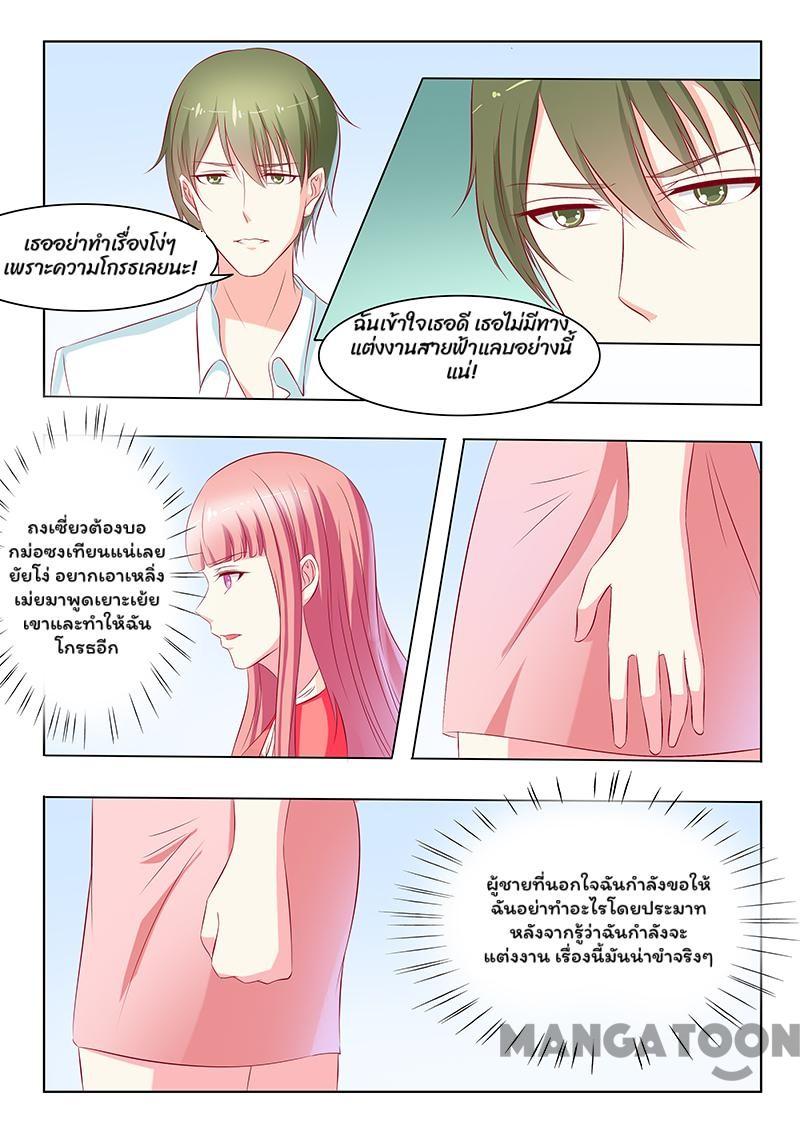 เธออย่าทำเรื่องโง่ๆ
เพราะความโกรธเลยนะ!
ฉันเข้าใจเธอดี เธอไม่มีทาง
แต่งงานสายฟ้าแลบอย่างนี้
แน่!
ถงเซี่ยวต้องบอ
กม่อซงเทียนแน่เลย
ยัยโง่ อยากเอาเหลิ่ง
เม่ยมาพูดเยาะเย้ย
เขาและทำให้ฉัน
โกรธอีก
ผู้ชายที่นอกใจฉันกำลังขอให้
ฉันอย่าทำอะไรโดยประมาท
หลังจากรู้ว่าฉันกำลังจะ
แต่งงาน เรื่องนี้มันน่าขำจริงๆ
MANGATOON